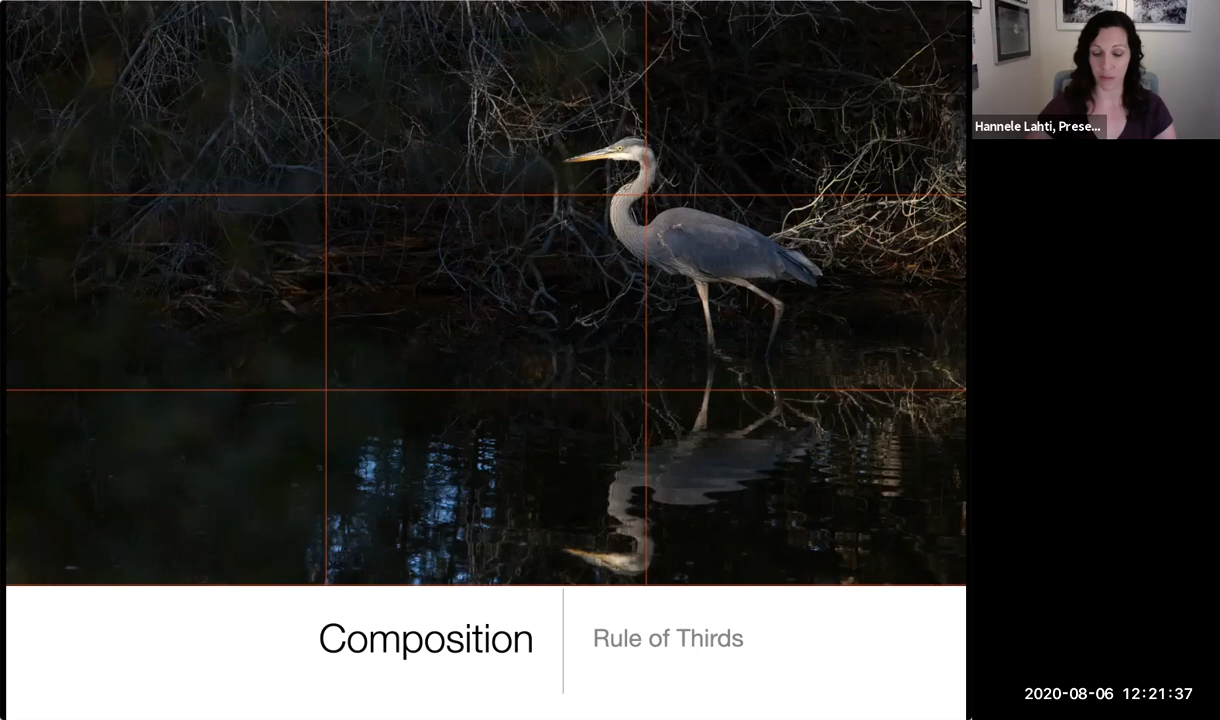 Hannele Lahti, Prese...
Composition
Rule of Thirds
2020-08-06 12:21:37